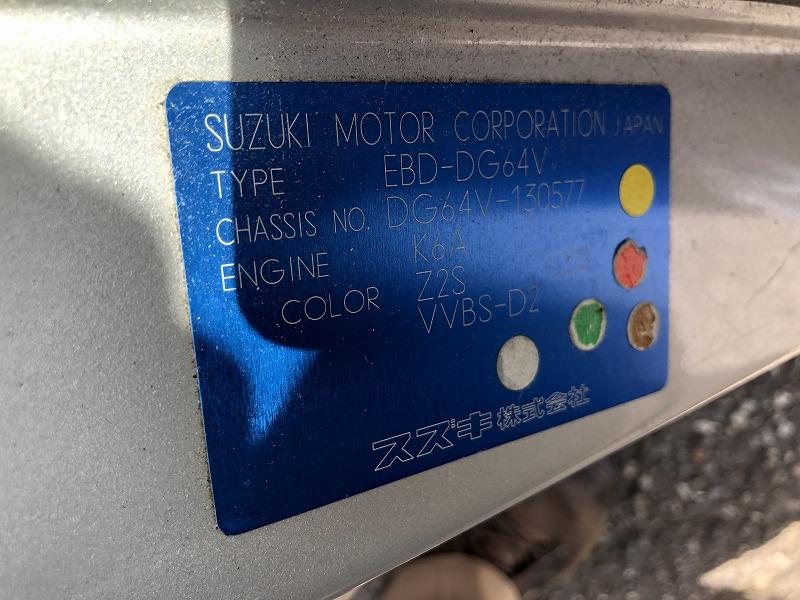 SUZUKI MOTOR CORPORATION JAPAN
TYPE EBD-DG64V
CHASSIS NO. DG64V-130577
ENGINE K6A
COLOR Z2S
VVBS-D2
スズキ株式会社